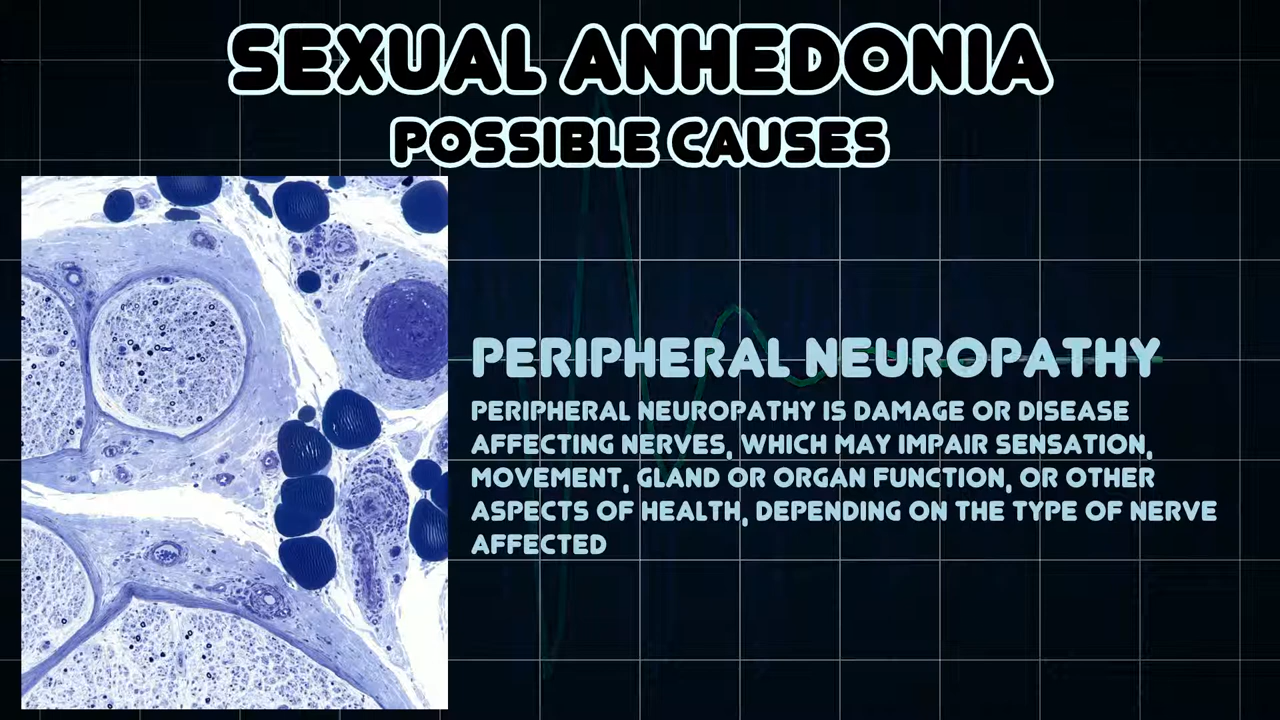 SEXUAL ANHEDONIA
POSSIBLE CAUSES
PERIPHERAL NEUROPATHY
PERIPHERAL NEUROPATHY IS DAMAGE OR DISEASE
AFFECTING NERVES, WHICH MAY IMPAIR SENSATION,
MOVEMENT, GLAND OR ORGAN FUNCTION, OR OTHER
ASPECTS OF HEALTH, DEPENDING ON THE TYPE OF NERVE
AFFECTED